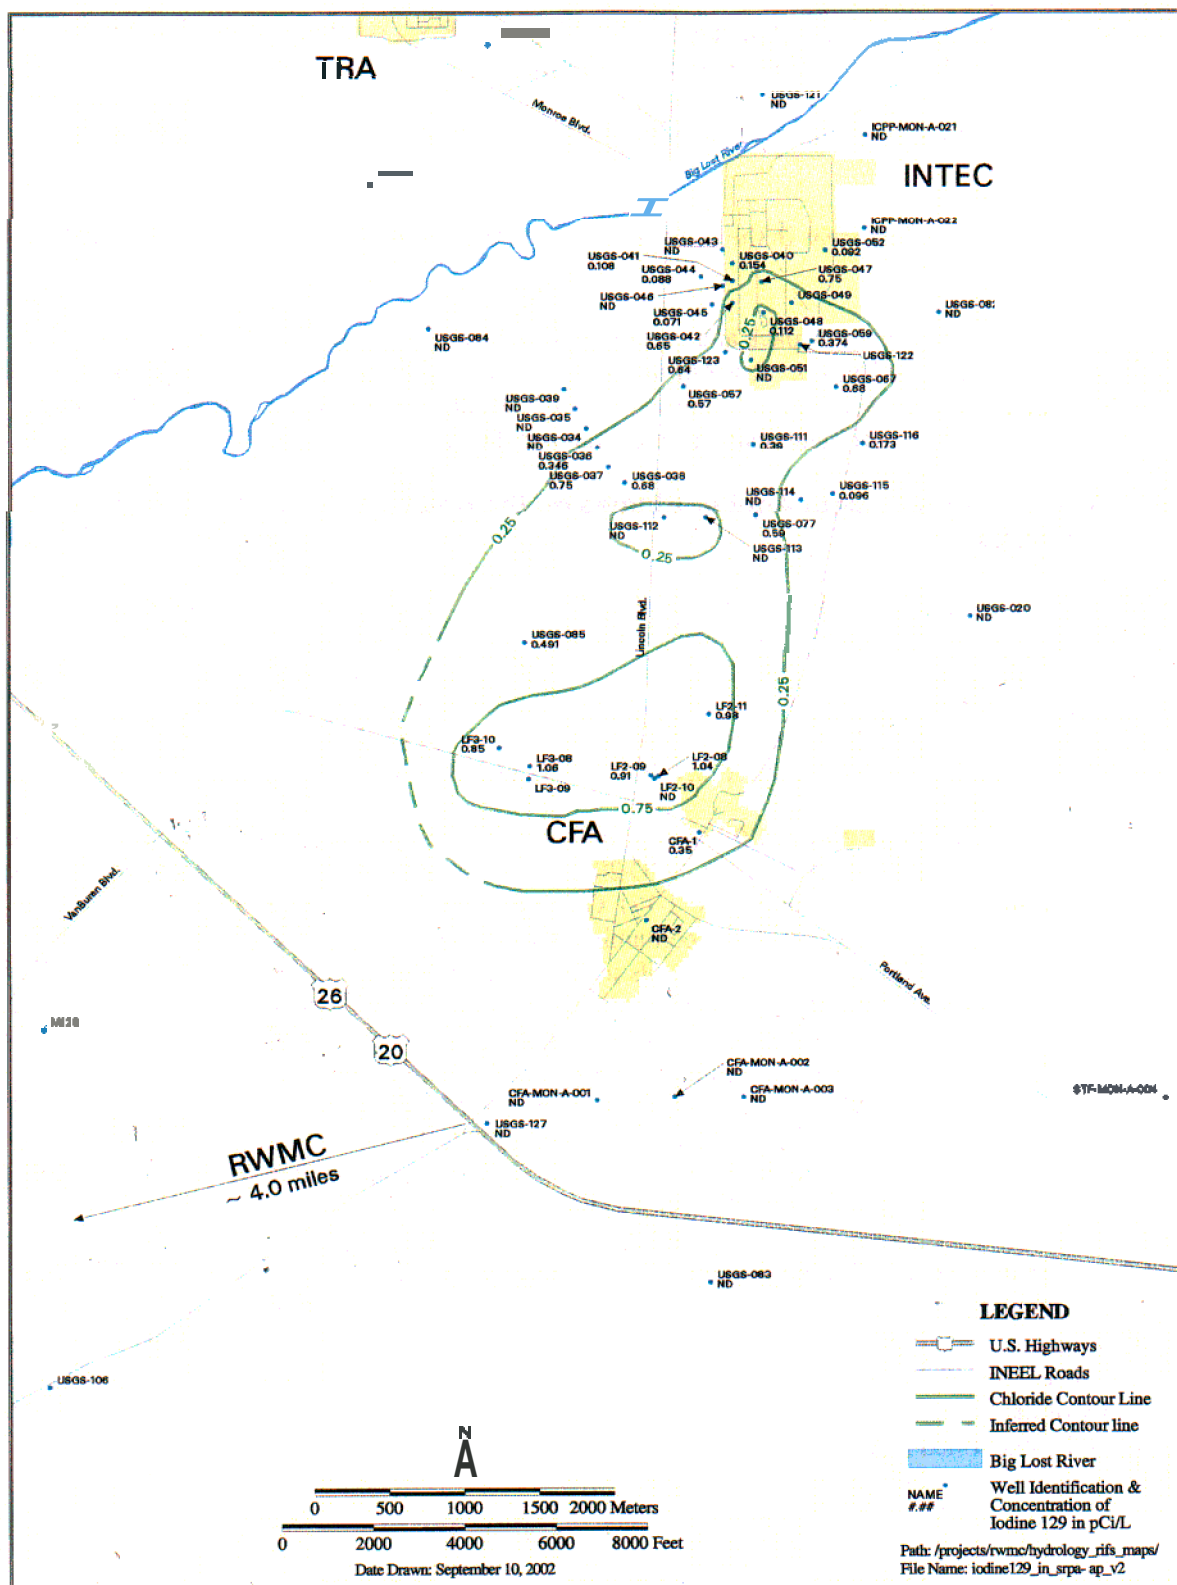 TRA
Monroe Blvd.
Big Lost River
USGS-121
ND
ICPP-MON-A-021
ND
INTEC
ICPP-MON-A-022
ND
USGS-043
ND
USGS-052
0.092
USGS-041
0.108
USGS-040
0.154
USGS-044
0.088
USGS-047
0.75
USGS-046
ND
USGS-049
USGS-045
0.071
USGS-048
0.112
USGS-082
ND
USGS-084
ND
USGS-042
0.65
0.25
USGS-059
0.374
USGS-123
0.64
USGS-122
USGS-051
ND
USGS-067
0.68
USGS-057
0.57
USGS-039
ND
USGS-035
ND
USGS-034
ND
USGS-036
0.346
USGS-037
0.75
USGS-038
0.68
USGS-111
0.39
USGS-116
0.173
USGS-114
ND
USGS-115
0.096
0.25
USGS-112
ND
USGS-077
0.59
USGS-113
ND
0.25
USGS-020
ND
Lincoln Blvd.
USGS-085
0.491
0.25
LF2-11
0.98
LF3-10
0.85
LF3-08
1.06
LF3-09
LF2-09
0.91
LF2-08
1.04
LF2-10
ND
0.75
CFA
CFA-1
0.35
VanBuren Blvd.
CFA-2
ND
Portland Ave.
26
20
CFA-MON-A-001
ND
CFA-MON-A-002
ND
CFA-MON-A-003
ND
STF-MON-A-004
USGS-127
ND
RWMC
~ 4.0 miles
USGS-083
ND
USGS-106
LEGEND
U.S. Highways
INEEL Roads
Chloride Contour Line
Inferred Contour line
Big Lost River
NAME
#.##
Well Identification &
Concentration of
Iodine 129 in pCi/L
N
0 500 1000 1500 2000 Meters
0 2000 4000 6000 8000 Feet
Date Drawn: September 10, 2002
Path: /projects/rwmc/hydrology_rifs_maps/
File Name: iodine129_in_srpa- ap_v2